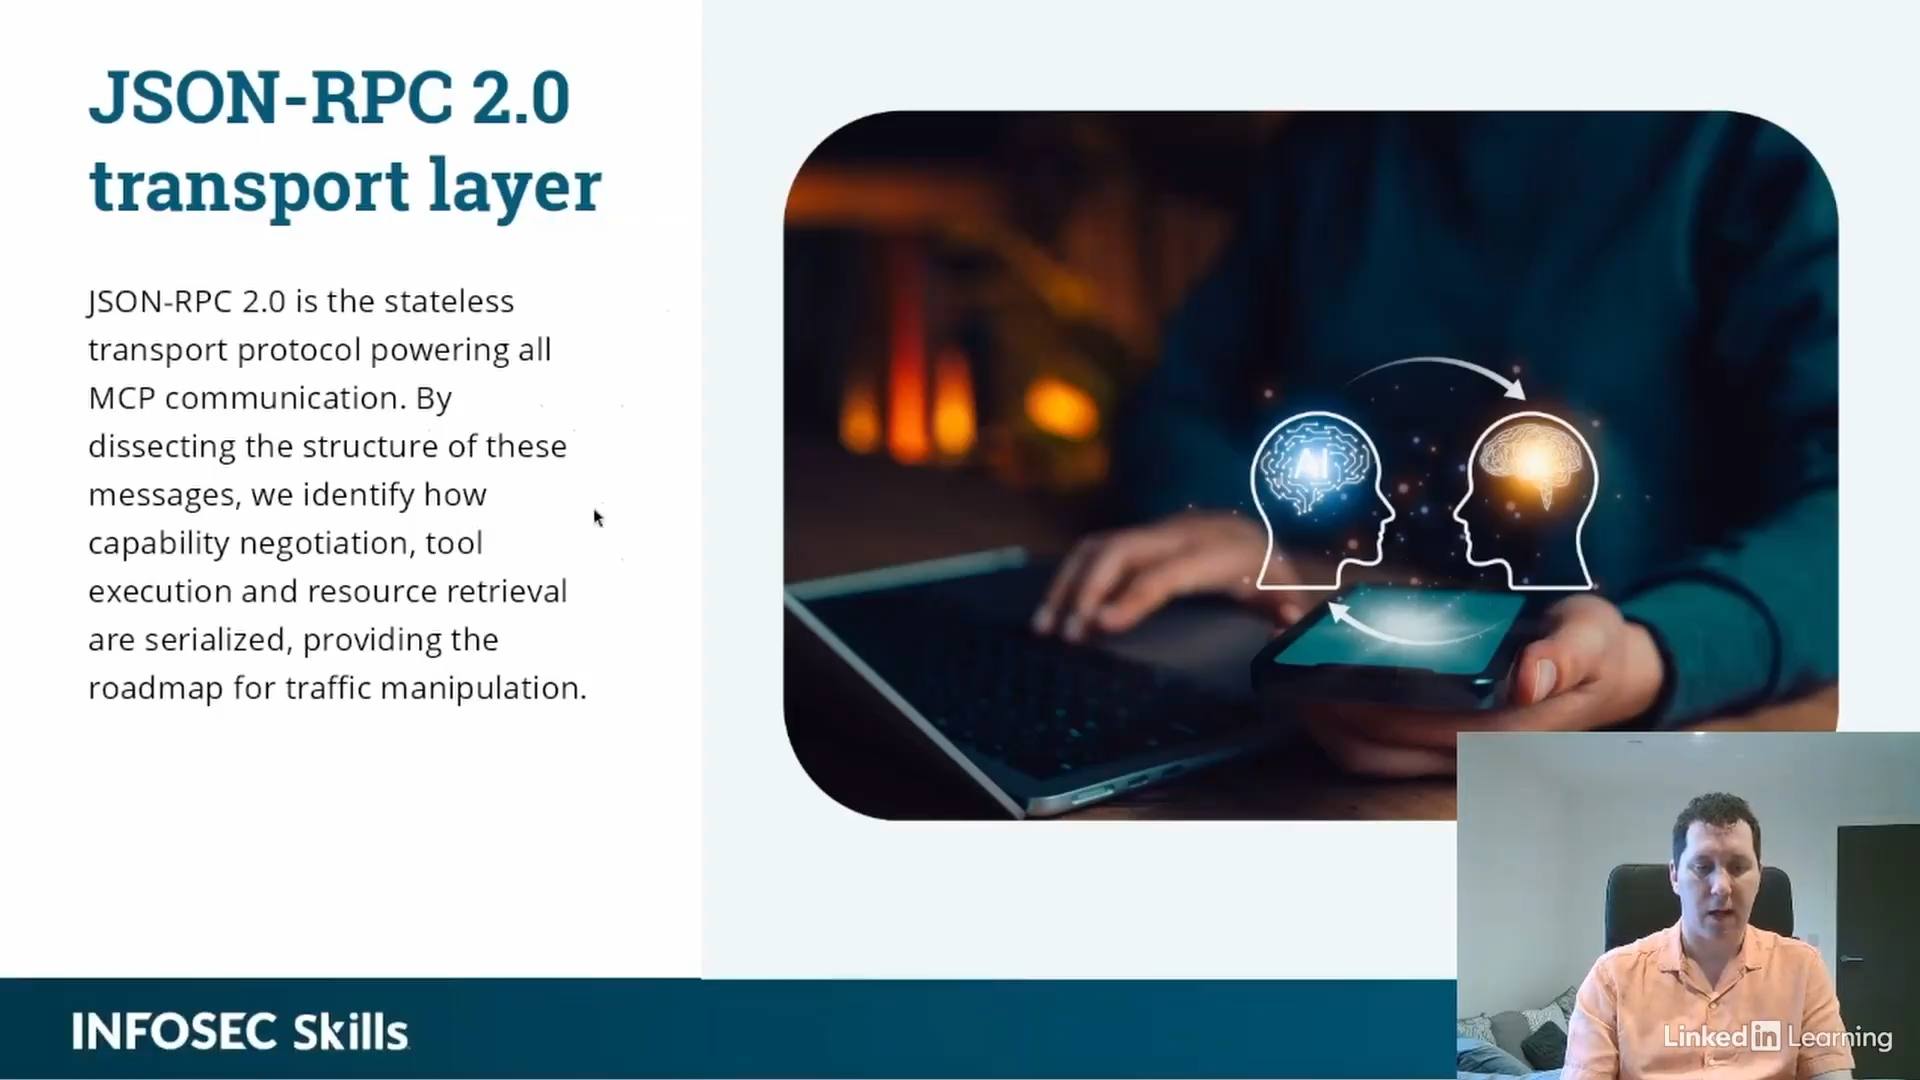 JSON-RPC 2.0
transport layer
JSON-RPC 2.0 is the stateless
transport protocol powering all
MCP communication. By
dissecting the structure of these
messages, we identify how
capability negotiation, tool
execution and resource retrieval
are serialized, providing the
roadmap for traffic manipulation.
AI
INFOSEC Skills
Linked in Learning